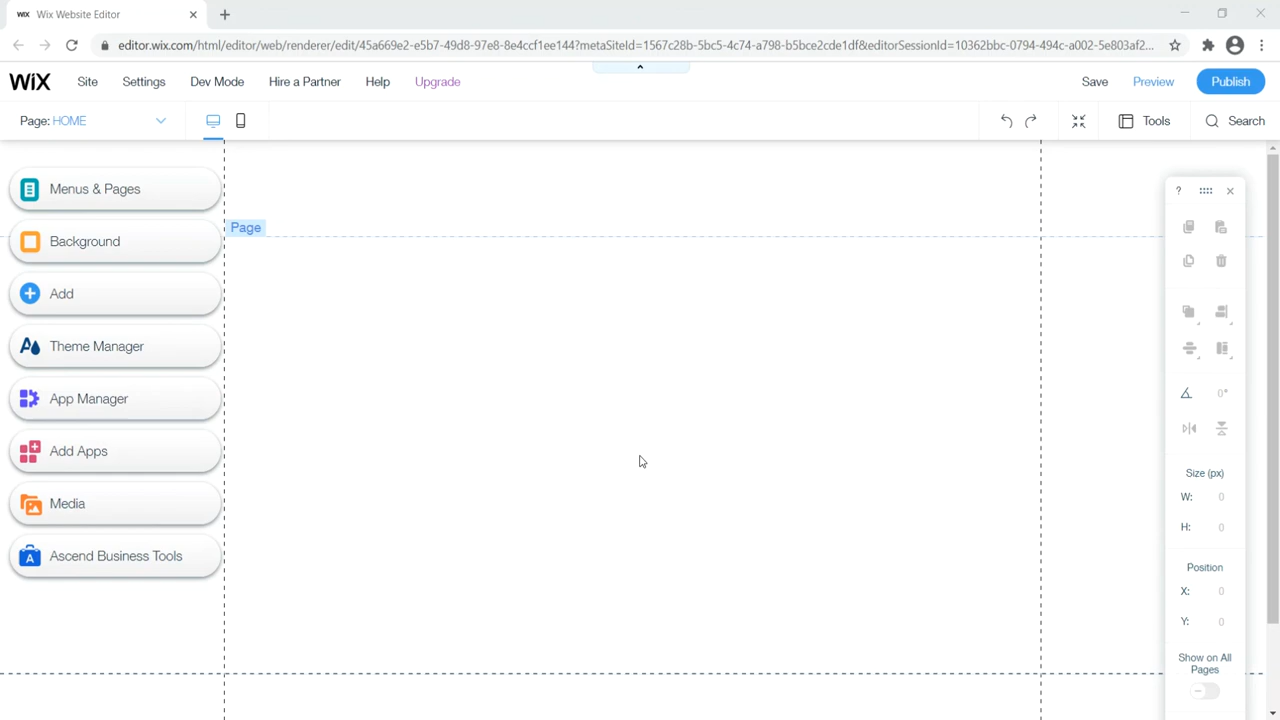 WiX Wix Website Editor
editor.wix.com/html/editor/web/renderer/edit/45a669e2-e5b7-49d8-97e8-8e4ccf1ee144?metaSiteId=1567c28b-5bc5-4c74-a798-b5bce2cde1df&editorSessionId=10362bbc-0794-494c-a002-5e803af2...
WiX Site Settings Dev Mode Hire a Partner Help Upgrade Save Preview Publish
Page: HOME Tools Search
Menus & Pages
Page
Background
Add
Theme Manager
App Manager
Add Apps
Media
A Ascend Business Tools
?
0°
Size (px)
W: 0
H: 0
Position
X: 0
Y: 0
Show on All
Pages